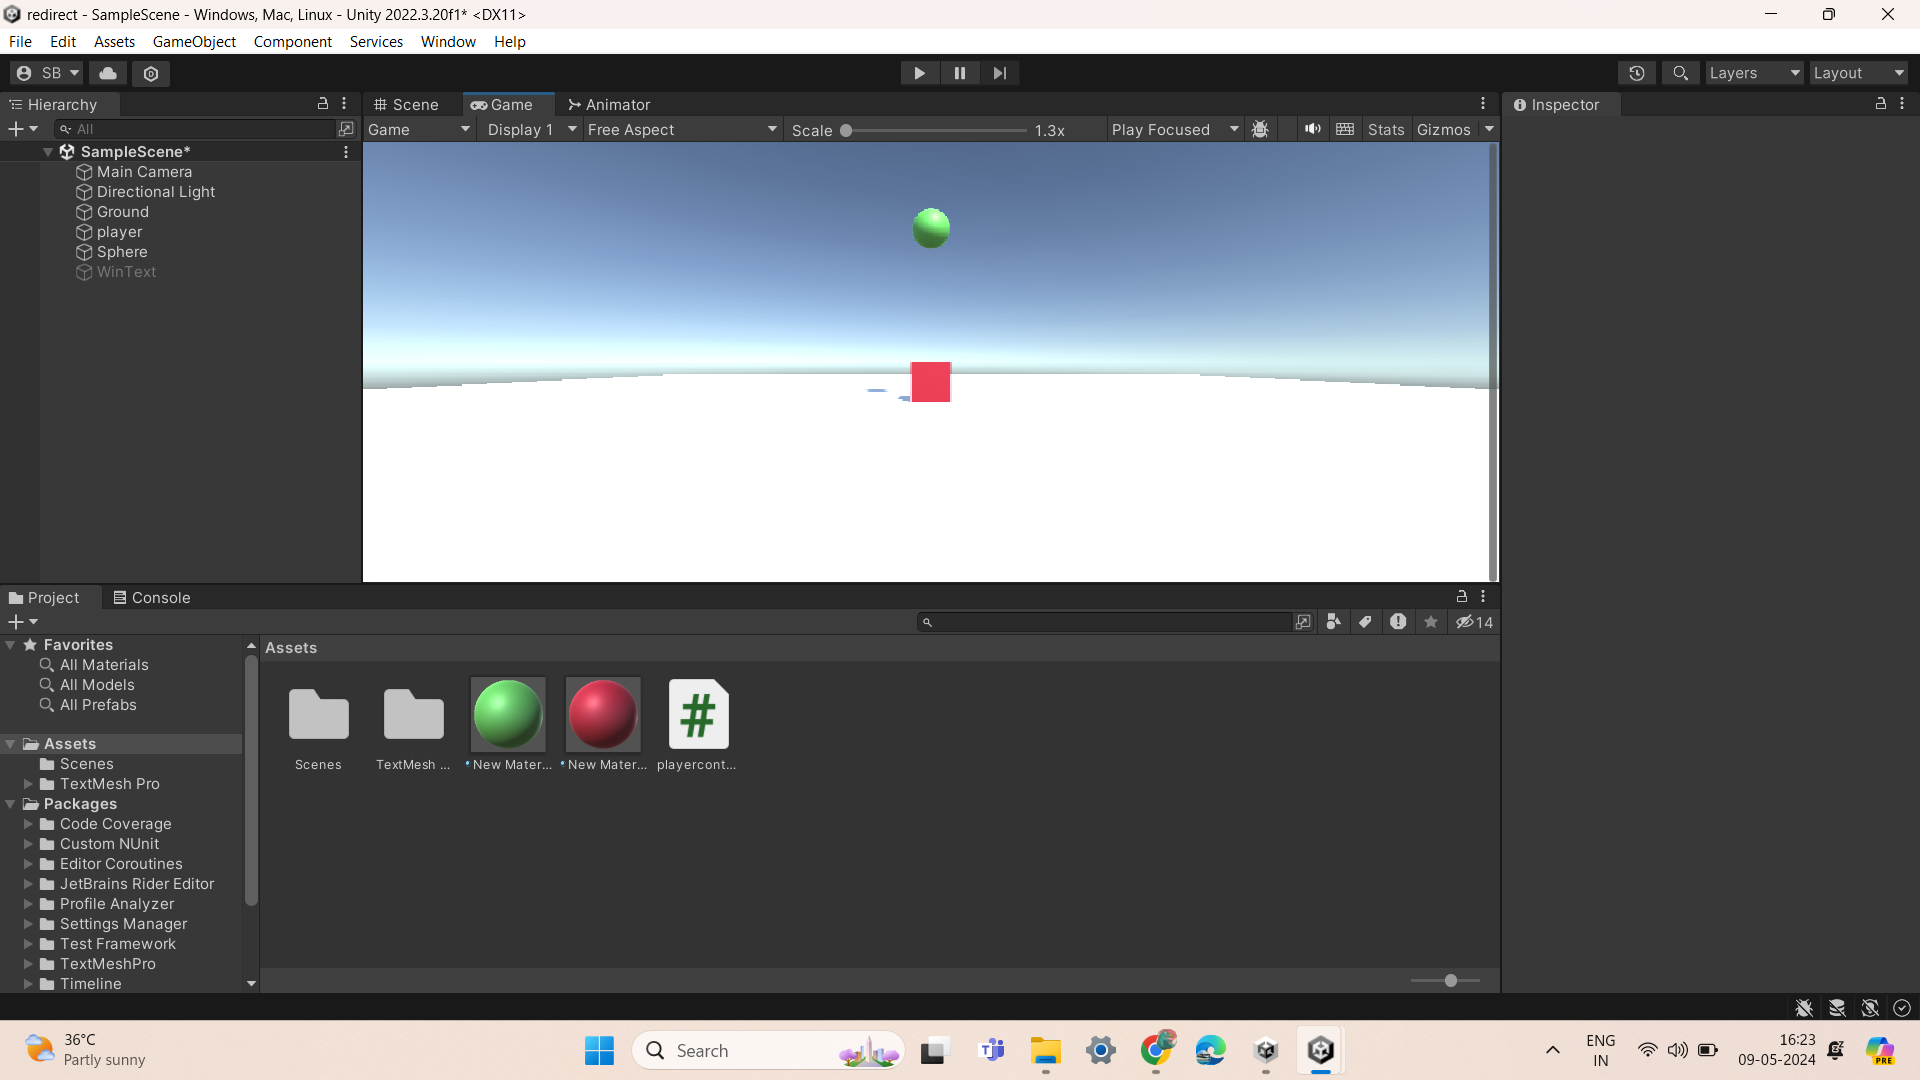 redirect - SampleScene - Windows, Mac, Linux - Unity 2022.3.20f1* <DX11>
File Edit Assets GameObject Component Services Window Help
SB
Layers Layout
Hierarchy
All
SampleScene*
Main Camera
Directional Light
Ground
player
Sphere
WinText
Scene Game Animator
Game Display 1 Free Aspect Scale 1.3x Play Focused Stats Gizmos
Inspector
Project Console
14
Favorites
All Materials
All Models
All Prefabs
Assets
Scenes
TextMesh Pro
Packages
Code Coverage
Custom NUnit
Editor Coroutines
JetBrains Rider Editor
Profile Analyzer
Settings Manager
Test Framework
TextMeshPro
Timeline
Assets
Scenes TextMesh ... New Mater... New Mater... playercont...
36°C
Partly sunny
Search
ENG
IN
16:23
09-05-2024
PRE